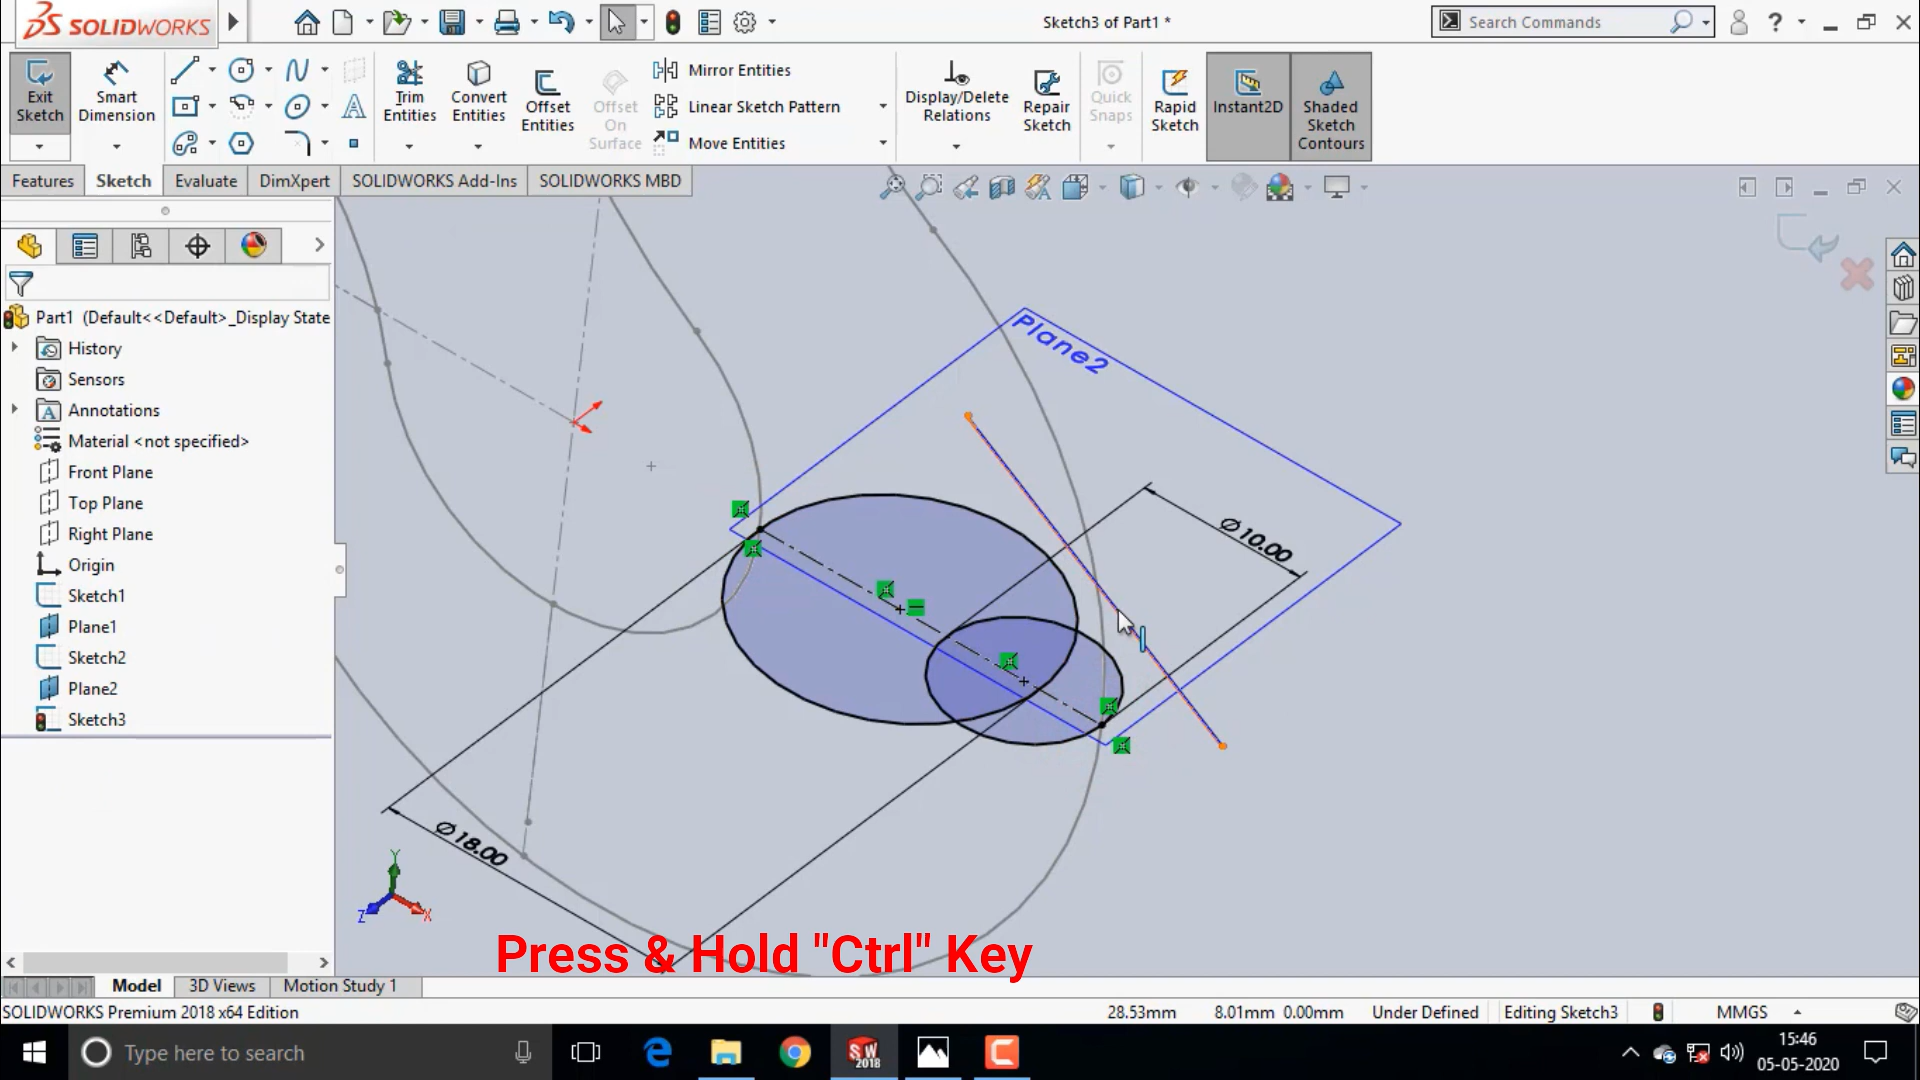 SOLIDWORKS
Sketch3 of Part1 *
Search Commands
Exit Sketch
Smart Dimension
Trim Entities
Convert Entities
Offset Entities
Offset On Surface
Mirror Entities
Linear Sketch Pattern
Move Entities
Display/Delete Relations
Repair Sketch
Quick Snaps
Rapid Sketch
Instant2D
Shaded Sketch Contours
Features
Sketch
Evaluate
DimXpert
SOLIDWORKS Add-Ins
SOLIDWORKS MBD
Part1 (Default<<Default>_Display State
History
Sensors
Annotations
Material <not specified>
Front Plane
Top Plane
Right Plane
Origin
Sketch1
Plane1
Sketch2
Plane2
Sketch3
Plane2
Ø10.00
Ø18.00
Y
Z
X
Press & Hold "Ctrl" Key
Model
3D Views
Motion Study 1
SOLIDWORKS Premium 2018 x64 Edition
28.53mm
8.01mm
0.00mm
Under Defined
Editing Sketch3
MMGS
Type here to search
SW 2018
15:46
05-05-2020